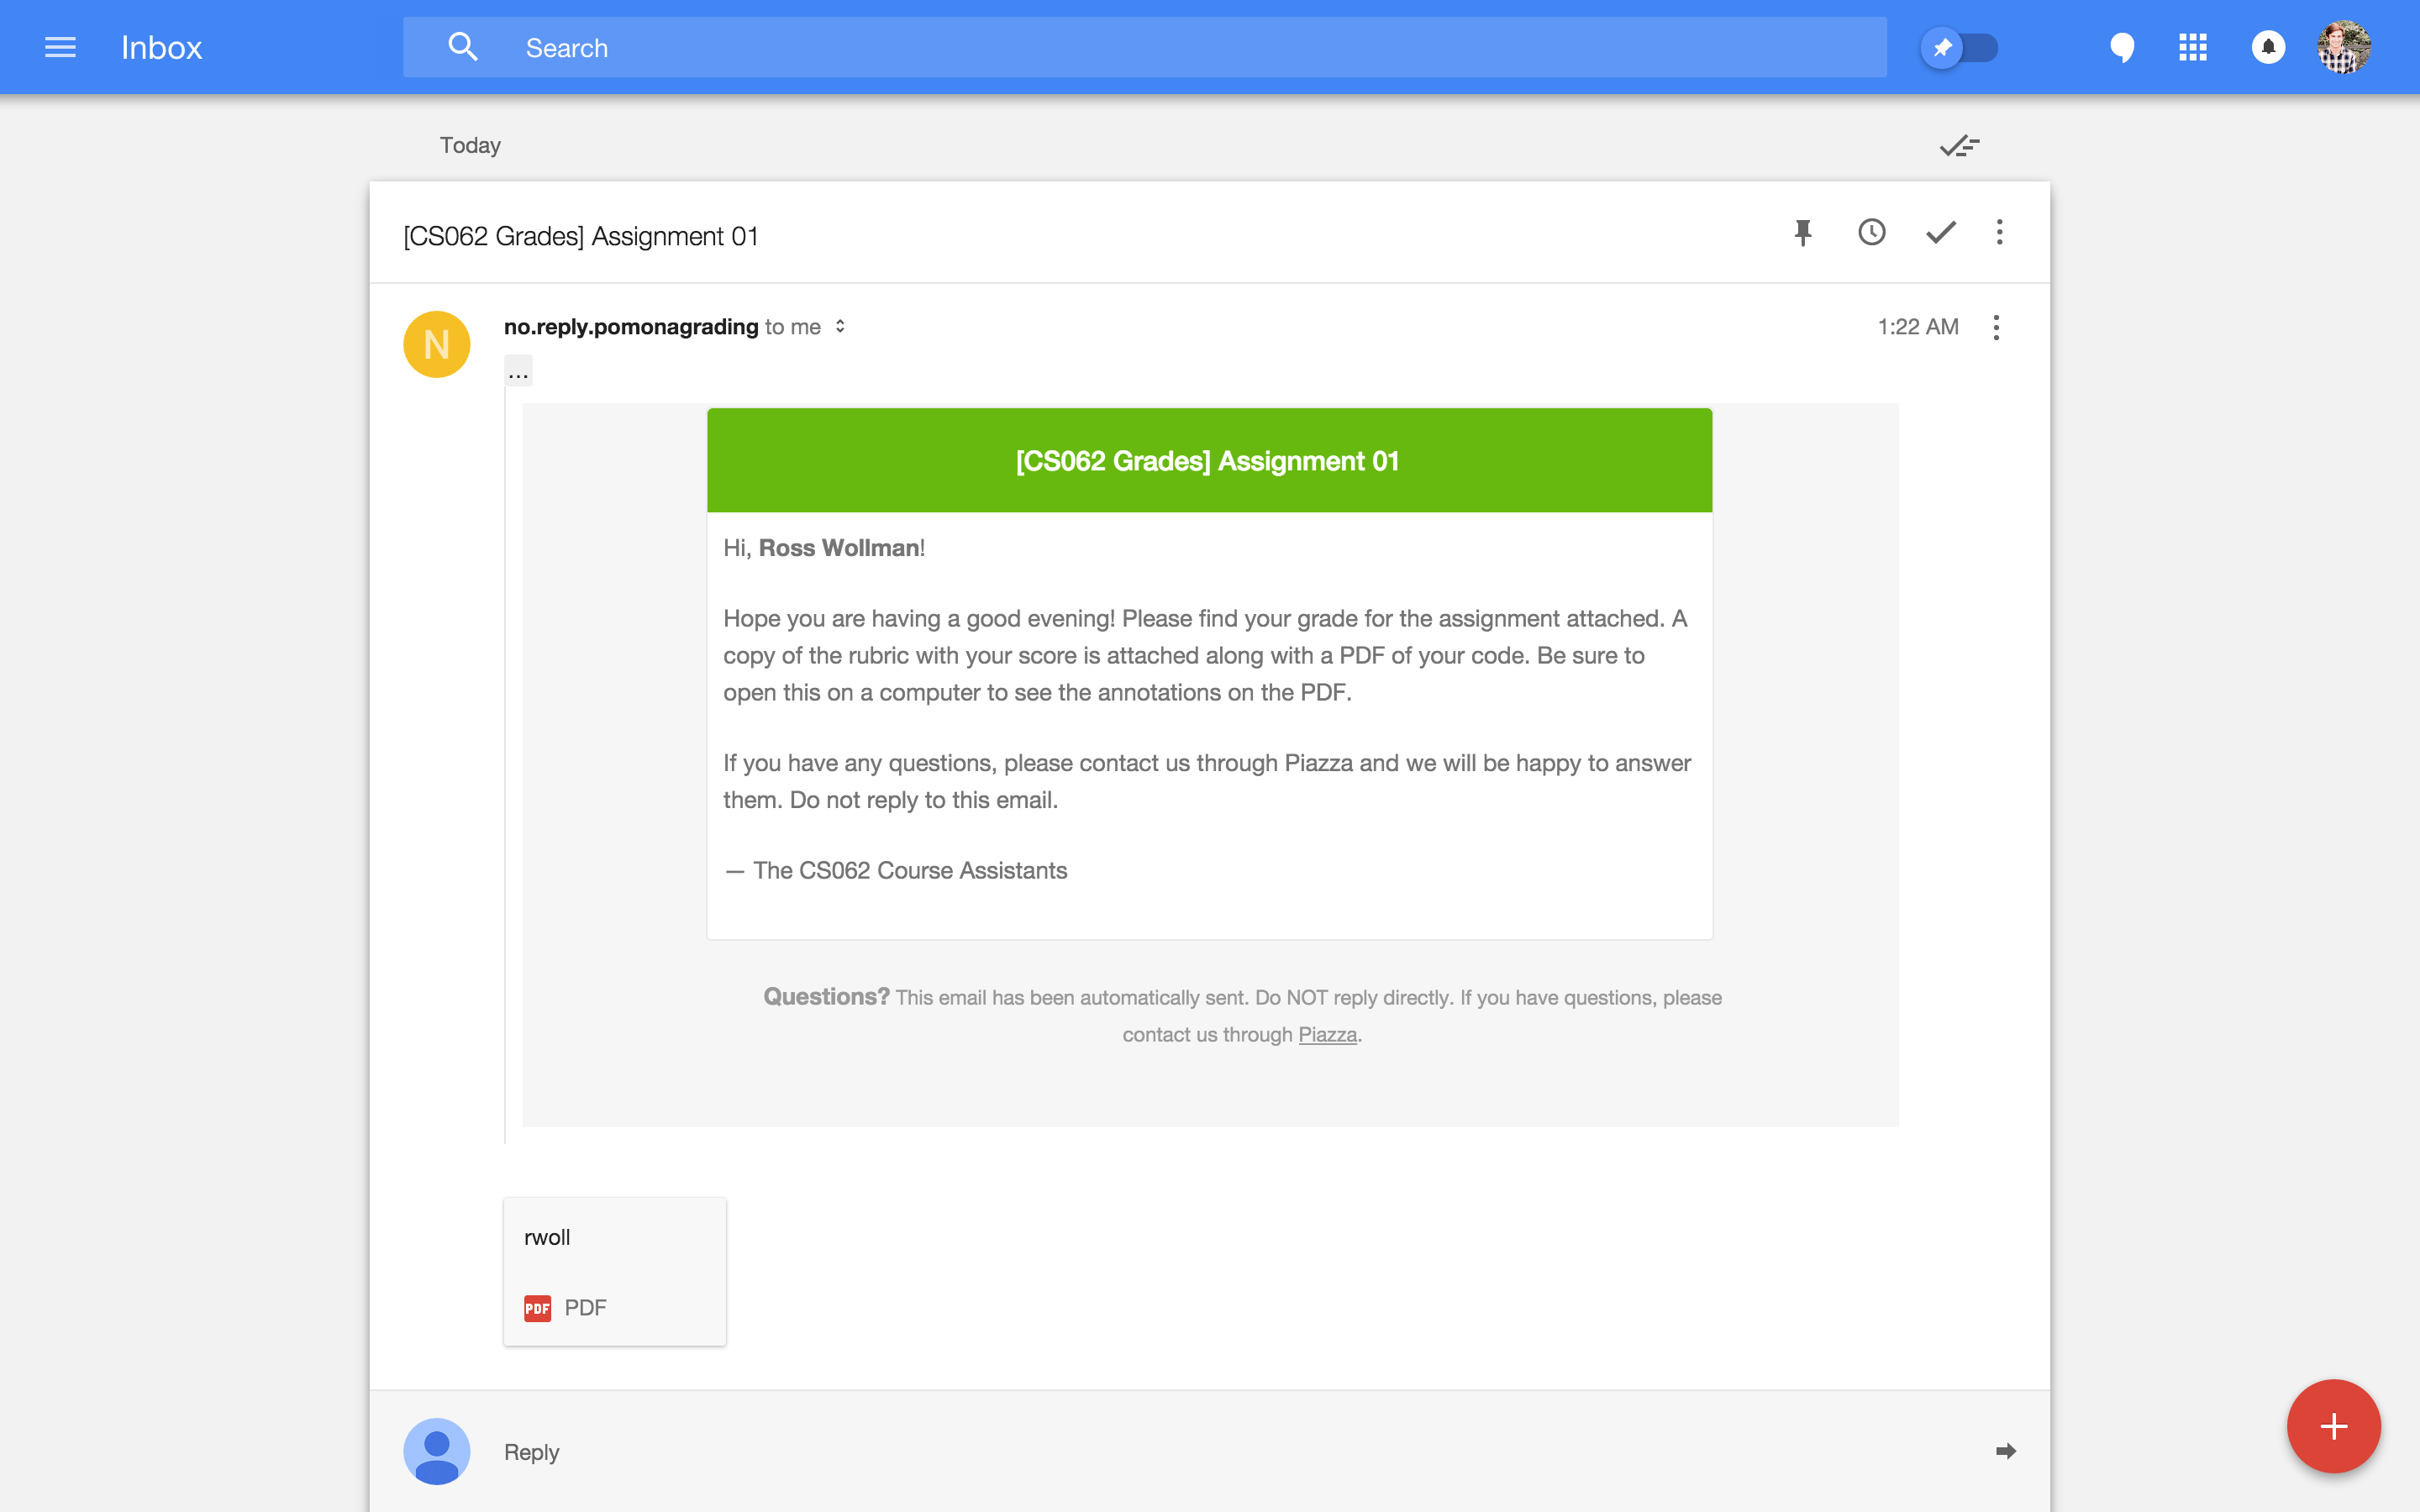 Inbox
Search
Today
[CS062 Grades] Assignment 01
N
no.reply.pomonagrading to me
1:22 AM
...
[CS062 Grades] Assignment 01
Hi, Ross Wollman!
Hope you are having a good evening! Please find your grade for the assignment attached. A
copy of the rubric with your score is attached along with a PDF of your code. Be sure to
open this on a computer to see the annotations on the PDF.
If you have any questions, please contact us through Piazza and we will be happy to answer
them. Do not reply to this email.
— The CS062 Course Assistants
Questions? This email has been automatically sent. Do NOT reply directly. If you have questions, please
contact us through Piazza.
rwoll
PDF PDF
Reply